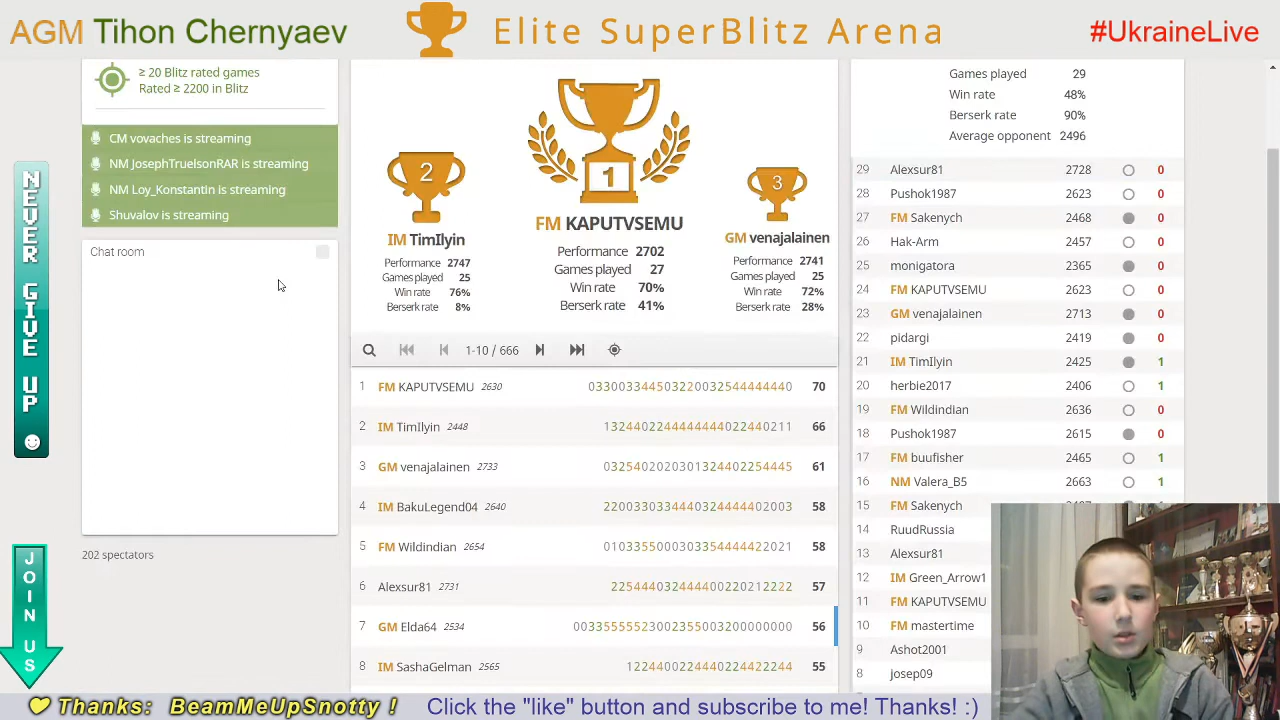 AGM Tihon Chernyaev
Elite SuperBlitz Arena
#UkraineLive
NEVER GIVE UP
JOIN US
≥ 20 Blitz rated games
Rated ≥ 2200 in Blitz
CM vovaches is streaming
NM JosephTruelsonRAR is streaming
NM Loy_Konstantin is streaming
Shuvalov is streaming
Chat room
202 spectators
2
IM TimIlyin
Performance 2747
Games played 25
Win rate 76%
Berserk rate 8%
1
FM KAPUTVSEMU
Performance 2702
Games played 27
Win rate 70%
Berserk rate 41%
3
GM venajalainen
Performance 2741
Games played 25
Win rate 72%
Berserk rate 28%
1-10 / 666
1 FM KAPUTVSEMU 2630 033003344503220032544444440 70
2 IM TimIlyin 2448 1324402244444440224402​11 66
3 GM venajalainen 2733 0325402020301324402254445 61
4 IM BakuLegend04 2640 2200330334440324444002003 58
5 FM Wildindian 2654 0103355000303354444422021 58
6 Alexsur81 2731 225444032444400220212222 57
7 GM Elda64 2534 00335555523002355003200000000 56
8 IM SashaGelman 2565 1224400224440224422244 55
Games played 29
Win rate 48%
Berserk rate 90%
Average opponent 2496
29 Alexsur81 2728 0
28 Pushok1987 2623 0
27 FM Sakenych 2468 0
26 Hak-Arm 2457 0
25 monigatora 2365 0
24 FM KAPUTVSEMU 2623 0
23 GM venajalainen 2713 0
22 pidargi 2419 0
21 IM TimIlyin 2425 1
20 herbie2017 2406 1
19 FM Wildindian 2636 0
18 Pushok1987 2615 0
17 FM buufisher 2465 1
16 NM Valera_B5 2663 1
15 FM Sakenych
14 RuudRussia
13 Alexsur81
12 IM Green_Arrow1
11 FM KAPUTVSEMU
10 FM mastertime
9 Ashot2001
8 josep09
Thanks: BeamMeUpSnotty !
Click the "like" button and subscribe to me! Thanks! :)